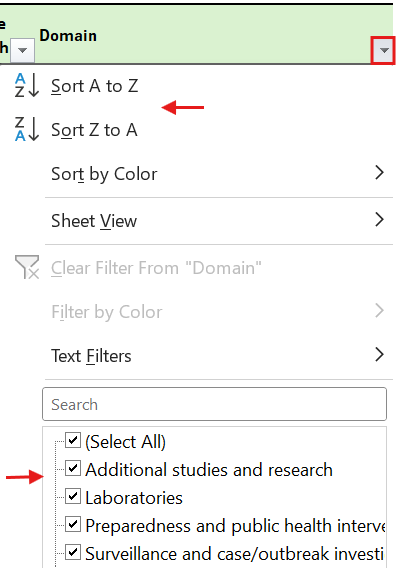 e
h
Domain
Sort A to Z
Sort Z to A
Sort by Color
Sheet View
Clear Filter From "Domain"
Filter by Color
Text Filters
Search
(Select All)
Additional studies and research
Laboratories
Preparedness and public health interve
Surveillance and case/outbreak investi